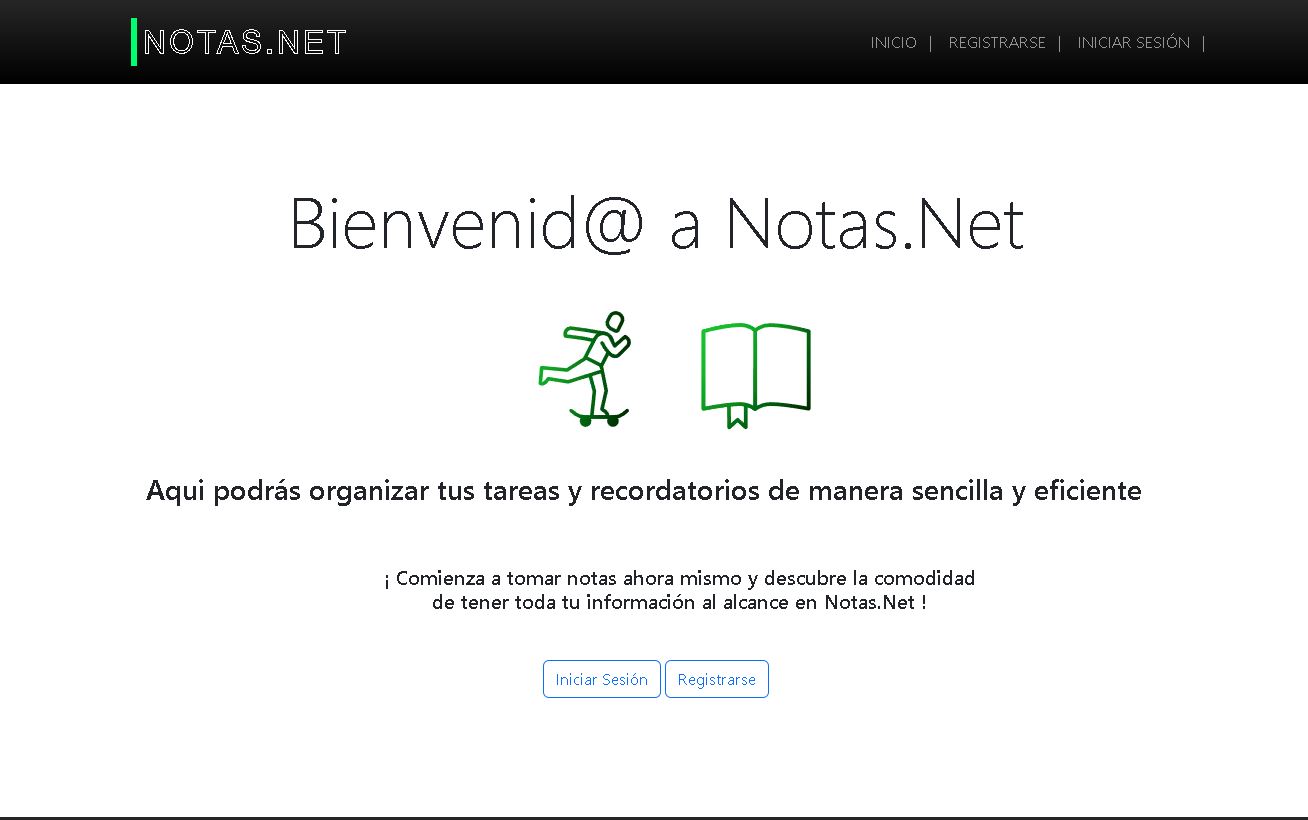 NOTAS.NET
INICIO | REGISTRARSE | INICIAR SESIÓN |
Bienvenid@ a Notas.Net
Aqui podrás organizar tus tareas y recordatorios de manera sencilla y eficiente
¡ Comienza a tomar notas ahora mismo y descubre la comodidad
de tener toda tu información al alcance en Notas.Net !
Iniciar Sesión Registrarse